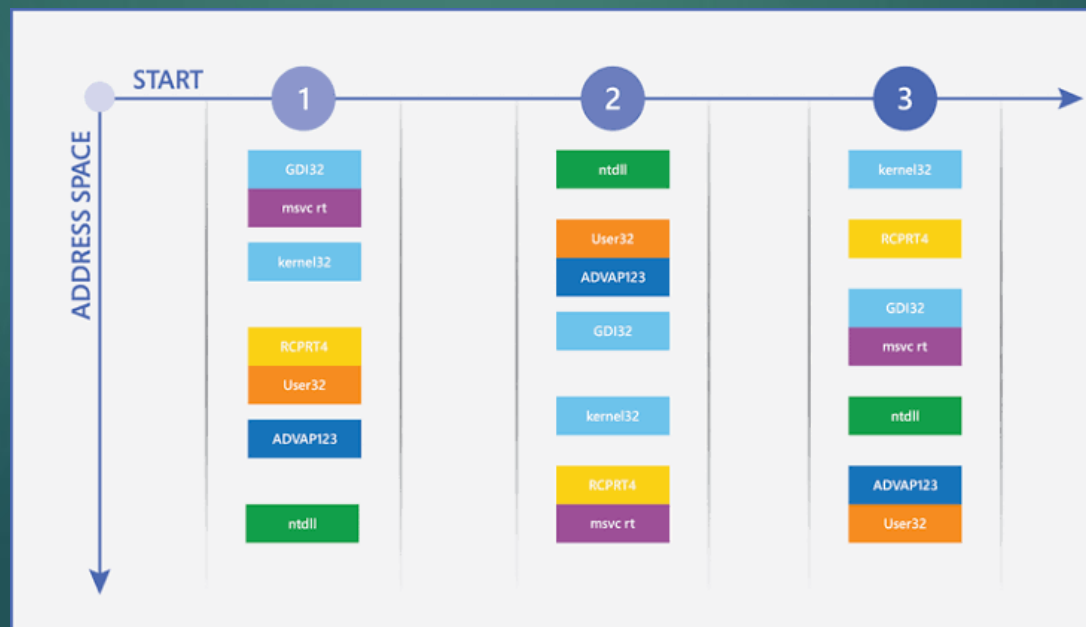 START
1
2
3
ADDRESS SPACE
GDI32
msvc rt
kernel32
RCPRT4
User32
ADVAP123
ntdll
ntdll
User32
ADVAP123
GDI32
kernel32
RCPRT4
msvc rt
kernel32
RCPRT4
GDI32
msvc rt
ntdll
ADVAP123
User32